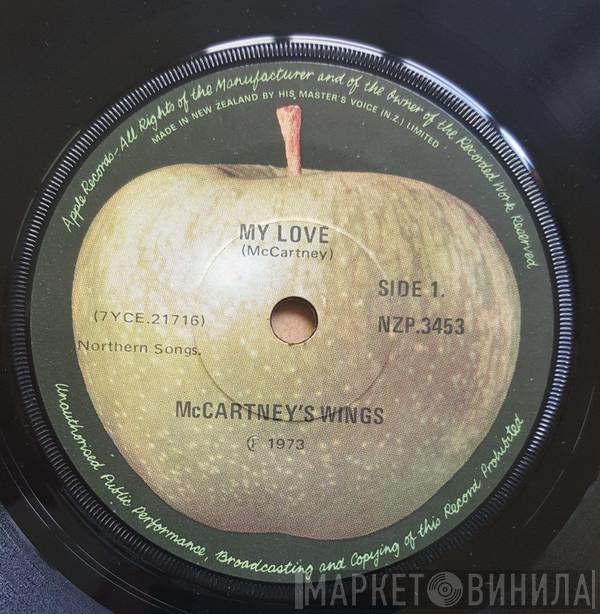 Apple Records-All Rights of the Manufacturer and of the Owner of the Recorded Work Reserved
MADE IN NEW ZEALAND BY HIS MASTER'S VOICE (N.Z.) LIMITED
MY LOVE
(McCartney)
SIDE 1.
(7YCE.21716)
NZP.3453
Northern Songs.
McCARTNEY'S WINGS
Ⓟ 1973
Unauthorised Public Performance, Broadcasting and Copying of this Record Prohibited
МАРКЕТ ВИНИЛА